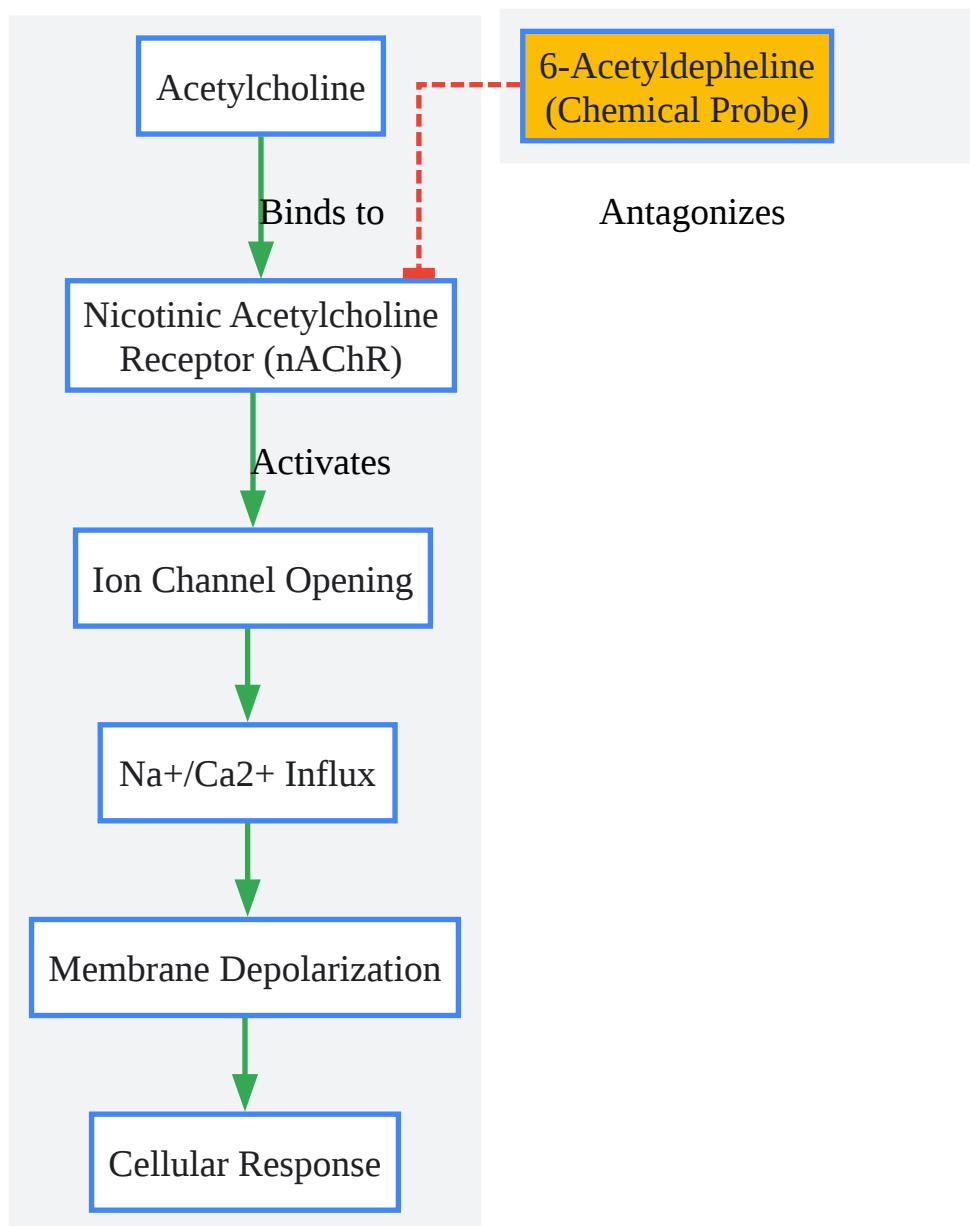 Acetylcholine
6-Acetyldepheline
(Chemical Probe)
Binds to
Antagonizes
Nicotinic Acetylcholine
Receptor (nAChR)
Activates
Ion Channel Opening
Na+/Ca2+ Influx
Membrane Depolarization
Cellular Response